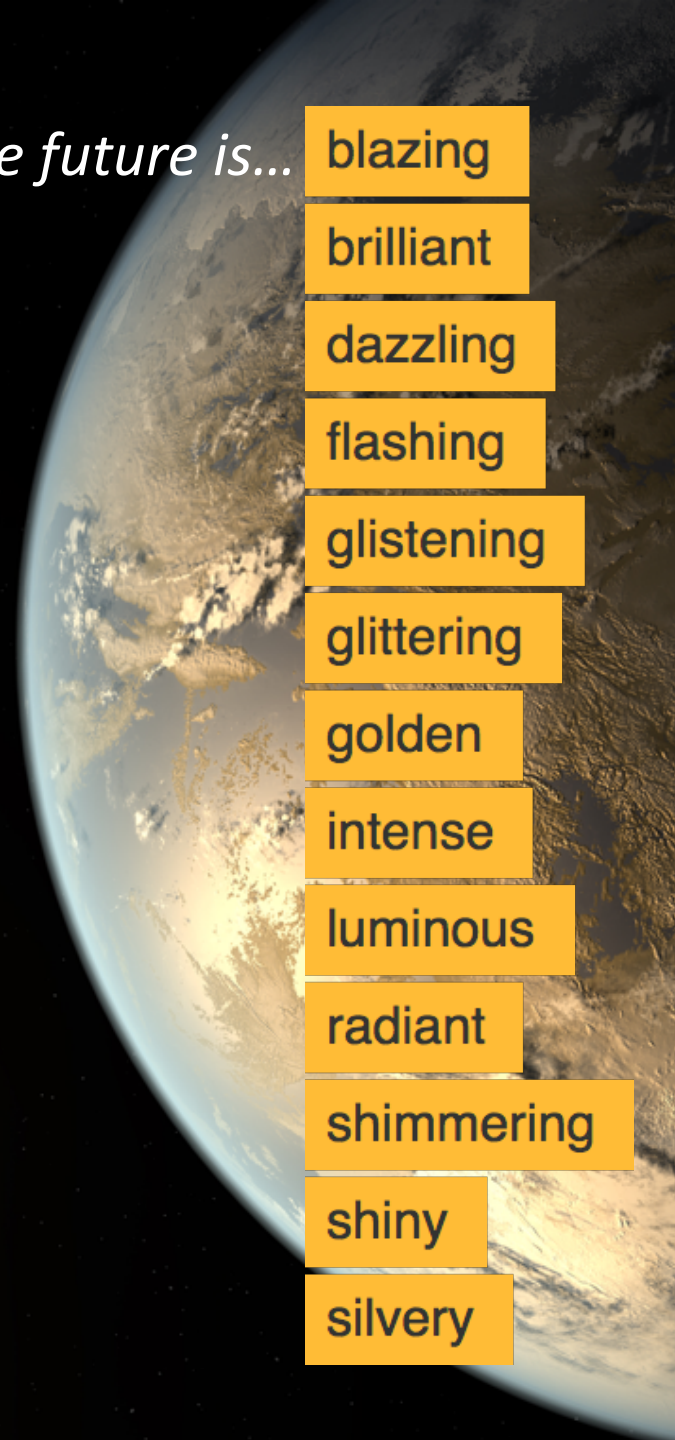 e future is... blazing
brilliant
dazzling
flashing
glistening
glittering
golden
intense
luminous
radiant
shimmering
shiny
silvery